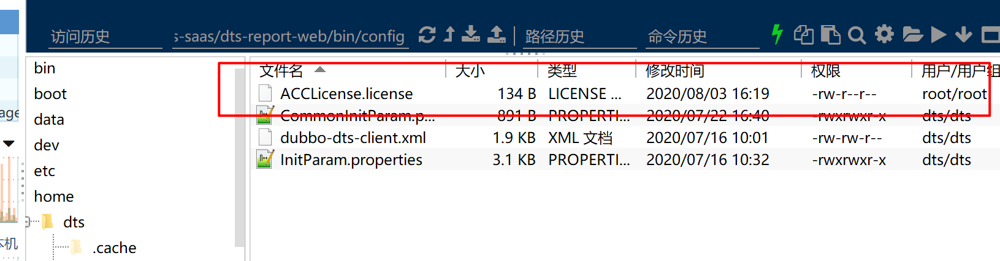 访问历史 s-saas/dts-report-web/bin/config 路径历史 命令历史
文件名 大小 类型 修改时间 权限 用户/用户组
ACCLicense.license 134 B LICENSE ... 2020/08/03 16:19 -rw-r--r-- root/root
CommonInitParam.p... 891 B PROPERTI... 2020/07/22 16:40 -rwxrwxr-x dts/dts
dubbo-dts-client.xml 1.9 KB XML 文档 2020/07/16 10:01 -rw-rw-r-- dts/dts
InitParam.properties 3.1 KB PROPERTI... 2020/07/16 10:32 -rwxrwxr-x dts/dts
bin
boot
data
dev
etc
home
dts
.cache
age
本机